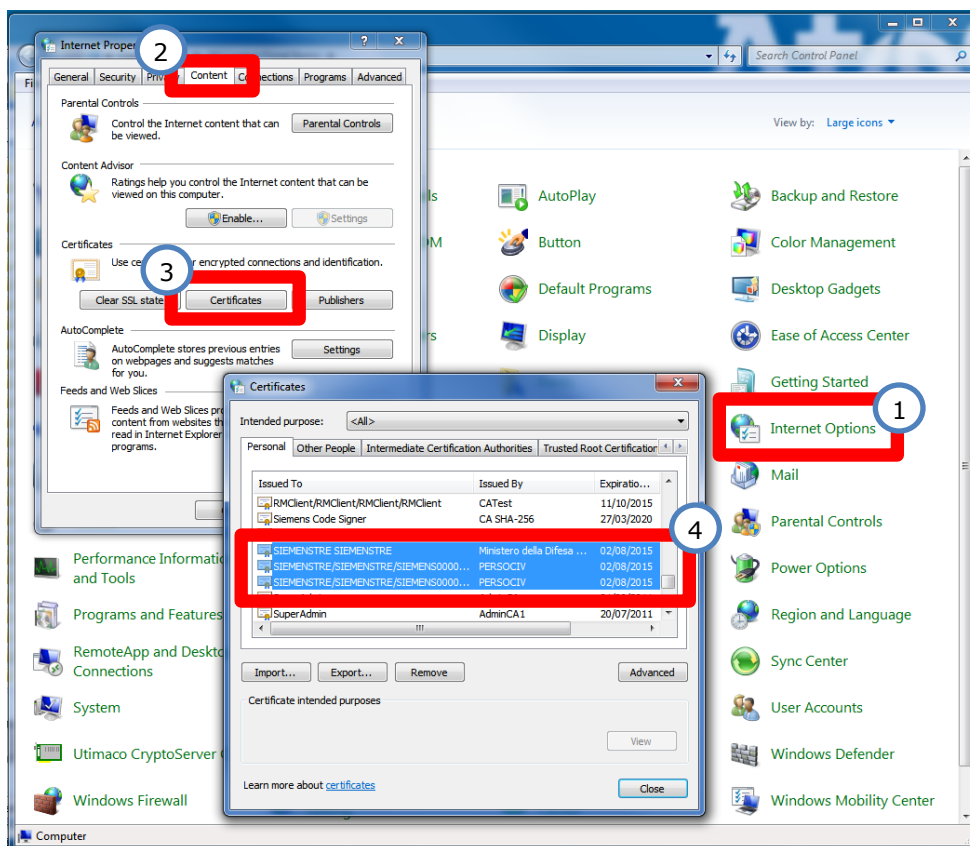 Search Control Panel
View by: Large icons
Internet Proper
2
General Security Privacy Content Connections Programs Advanced
Parental Controls
Control the Internet content that can be viewed.
Parental Controls
Content Advisor
Ratings help you control the Internet content that can be
viewed on this computer.
Enable... Settings
Certificates
Use ce r encrypted connections and identification.
3
Clear SSL state Certificates Publishers
AutoComplete
AutoComplete stores previous entries
on webpages and suggests matches
for you.
Settings
Feeds and Web Slices
Feeds and Web Slices pro
content from websites th
read in Internet Explorer
programs.
AutoPlay
Backup and Restore
Button
Color Management
Default Programs
Desktop Gadgets
Display
Ease of Access Center
Getting Started
1
Internet Options
Mail
Parental Controls
Power Options
Region and Language
Sync Center
User Accounts
Windows Defender
Windows Mobility Center
Performance Informatic
and Tools
Programs and Features
RemoteApp and Deskto
Connections
System
Utimaco CryptoServer
Windows Firewall
Computer
Certificates
Intended purpose: <All>
Personal Other People Intermediate Certification Authorities Trusted Root Certification
Issued To Issued By Expiratio...
RMClient/RMClient/RMClient/RMClient CATest 11/10/2015
Siemens Code Signer CA SHA-256 27/03/2020
4
SIEMENSTRE SIEMENSTRE Ministero della Difesa ... 02/08/2015
SIEMENSTRE/SIEMENSTRE/SIEMENS0000... PERSOCIV 02/08/2015
SIEMENSTRE/SIEMENSTRE/SIEMENS0000... PERSOCIV 02/08/2015
SuperAdmin AdminCA1 20/07/2011
Import... Export... Remove Advanced
Certificate intended purposes
View
Learn more about certificates
Close